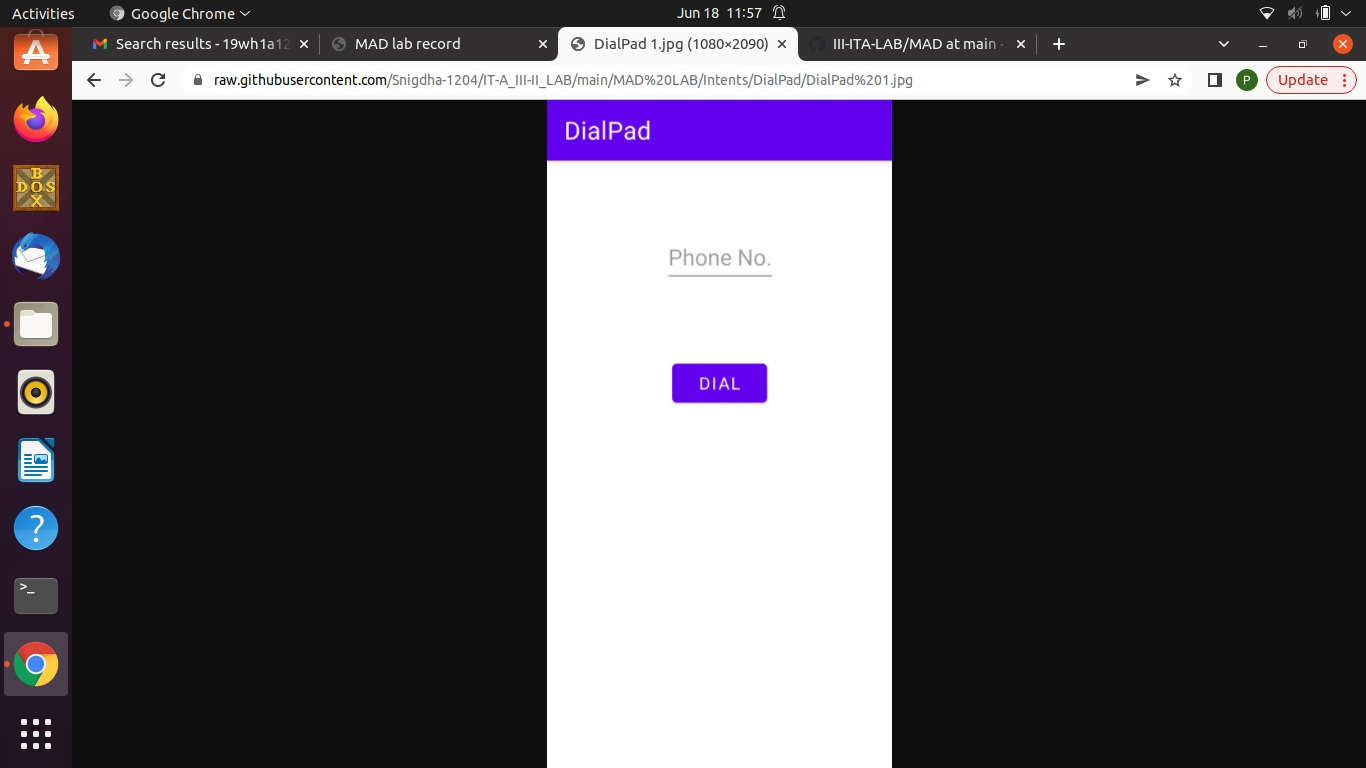 Activities
Google Chrome
Jun 18 11:57
Search results - 19wh1a12
MAD lab record
DialPad 1.jpg (1080×2090)
III-ITA-LAB/MAD at main
raw.githubusercontent.com/Snigdha-1204/IT-A_III-II_LAB/main/MAD%20LAB/Intents/DialPad/DialPad%201.jpg
P
Update
DialPad
Phone No.
DIAL
BO
DOS
X
?
>_